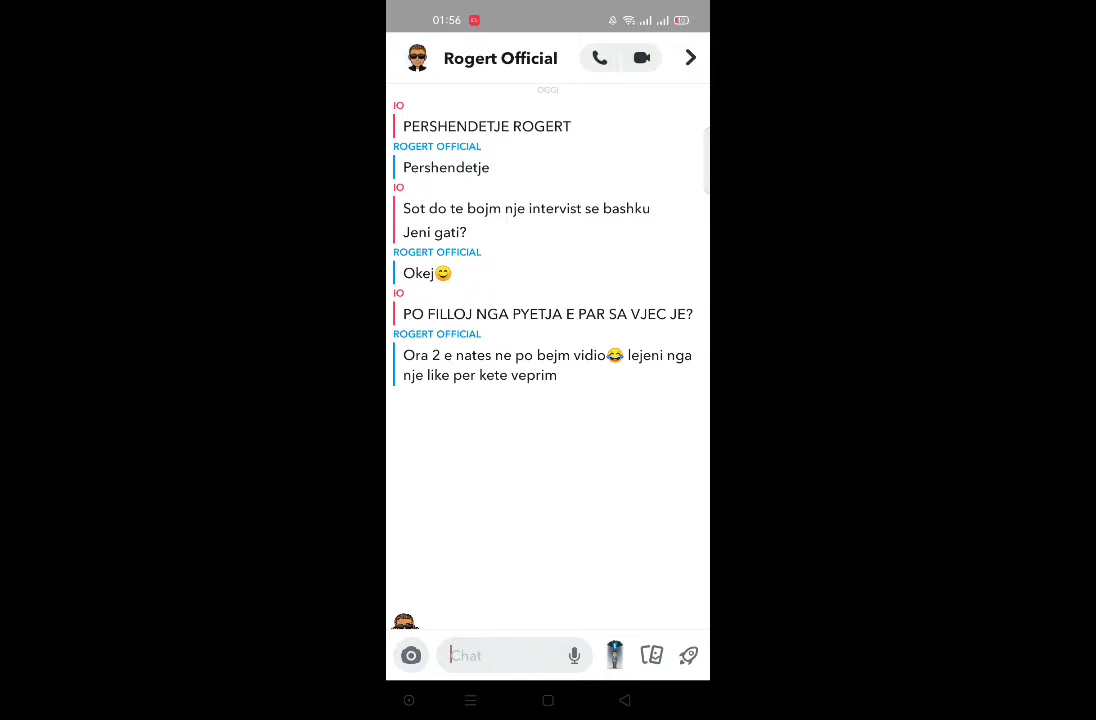 01:56
Rogert Official
OGGI
IO
PERSHENDETJE ROGERT
ROGERT OFFICIAL
Pershendetje
IO
Sot do te bojm nje intervist se bashku
Jeni gati?
ROGERT OFFICIAL
Okej😄
IO
PO FILLOJ NGA PYETJA E PAR SA VJEC JE?
ROGERT OFFICIAL
Ora 2 e nates ne po bejm vidio😂 lejeni nga
nje like per kete veprim
Chat